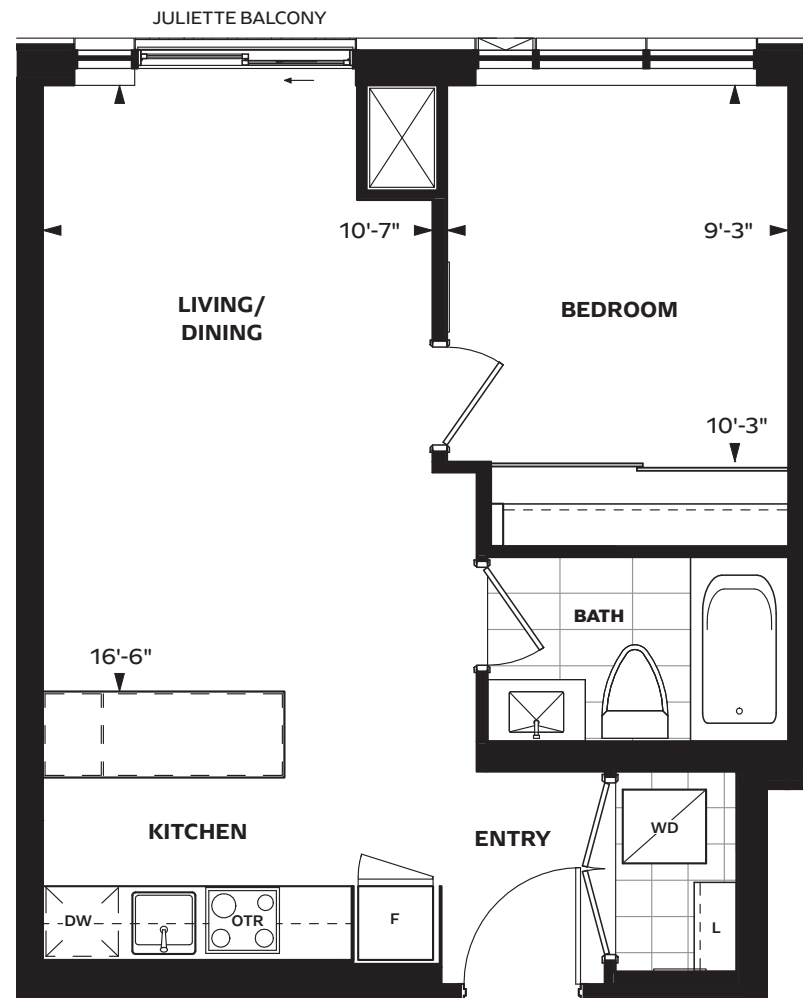 JULIETTE BALCONY
10'-7"
9'-3"
LIVING/
DINING
BEDROOM
10'-3"
BATH
16'-6"
KITCHEN
ENTRY
WD
DW
OTR
F
L